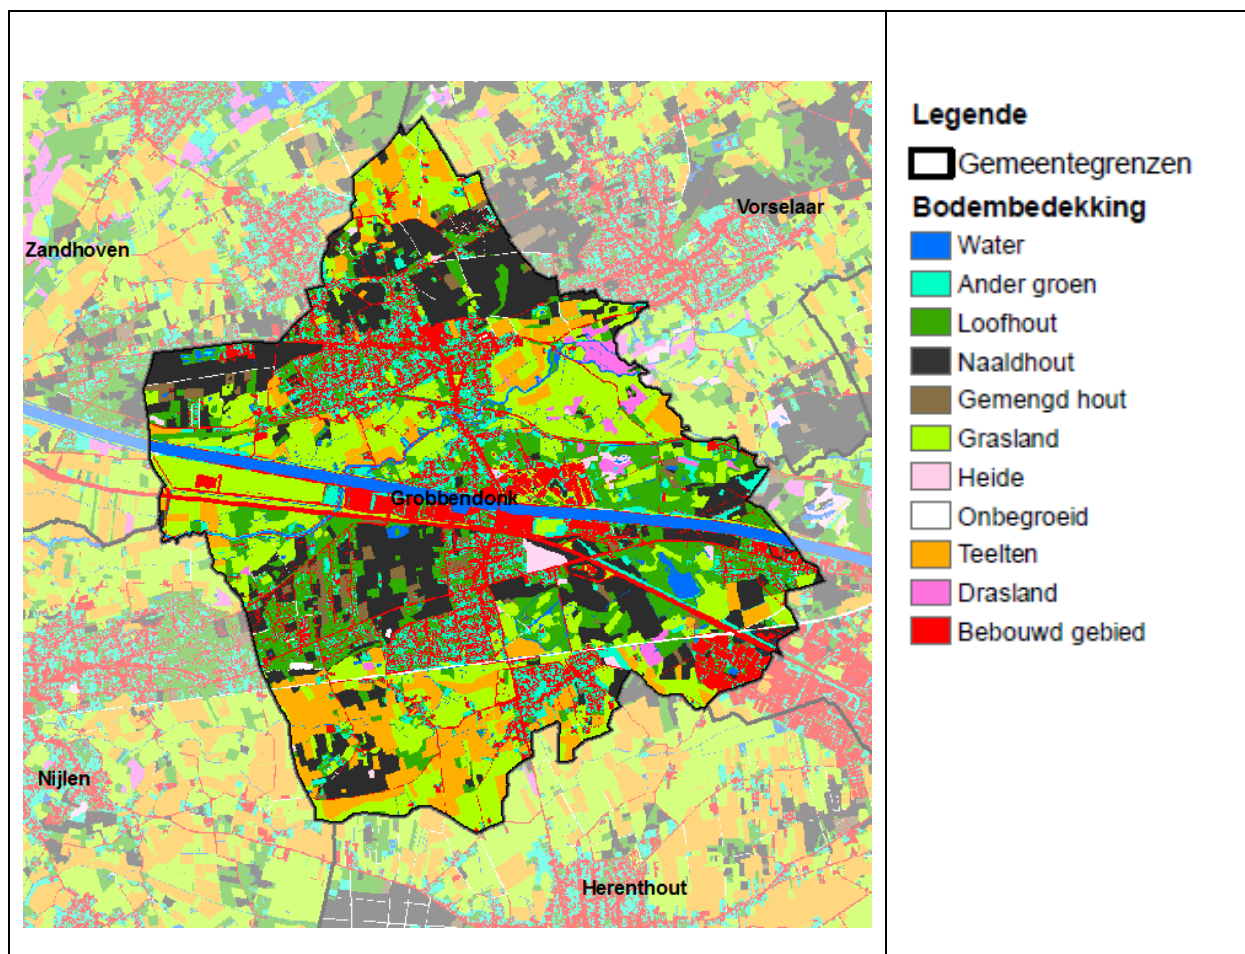 Vorselaar
Zandhoven
Grobbendonk
Nijlen
Herenthout
Legende
Gemeentegrenzen
Bodembedekking
Water
Ander groen
Loofhout
Naaldhout
Gemengd hout
Grasland
Heide
Onbegroeid
Teelten
Drasland
Bebouwd gebied